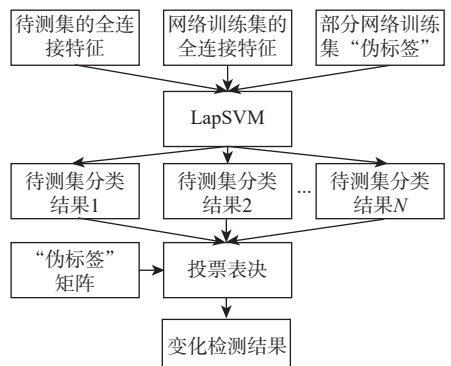 待测集的全连
接特征
网络训练集的
全连接特征
部分网络训练
集“伪标签”
LapSVM
待测集分类
结果1
待测集分类
结果2
...
待测集分类
结果N
“伪标签”
矩阵
投票表决
变化检测结果